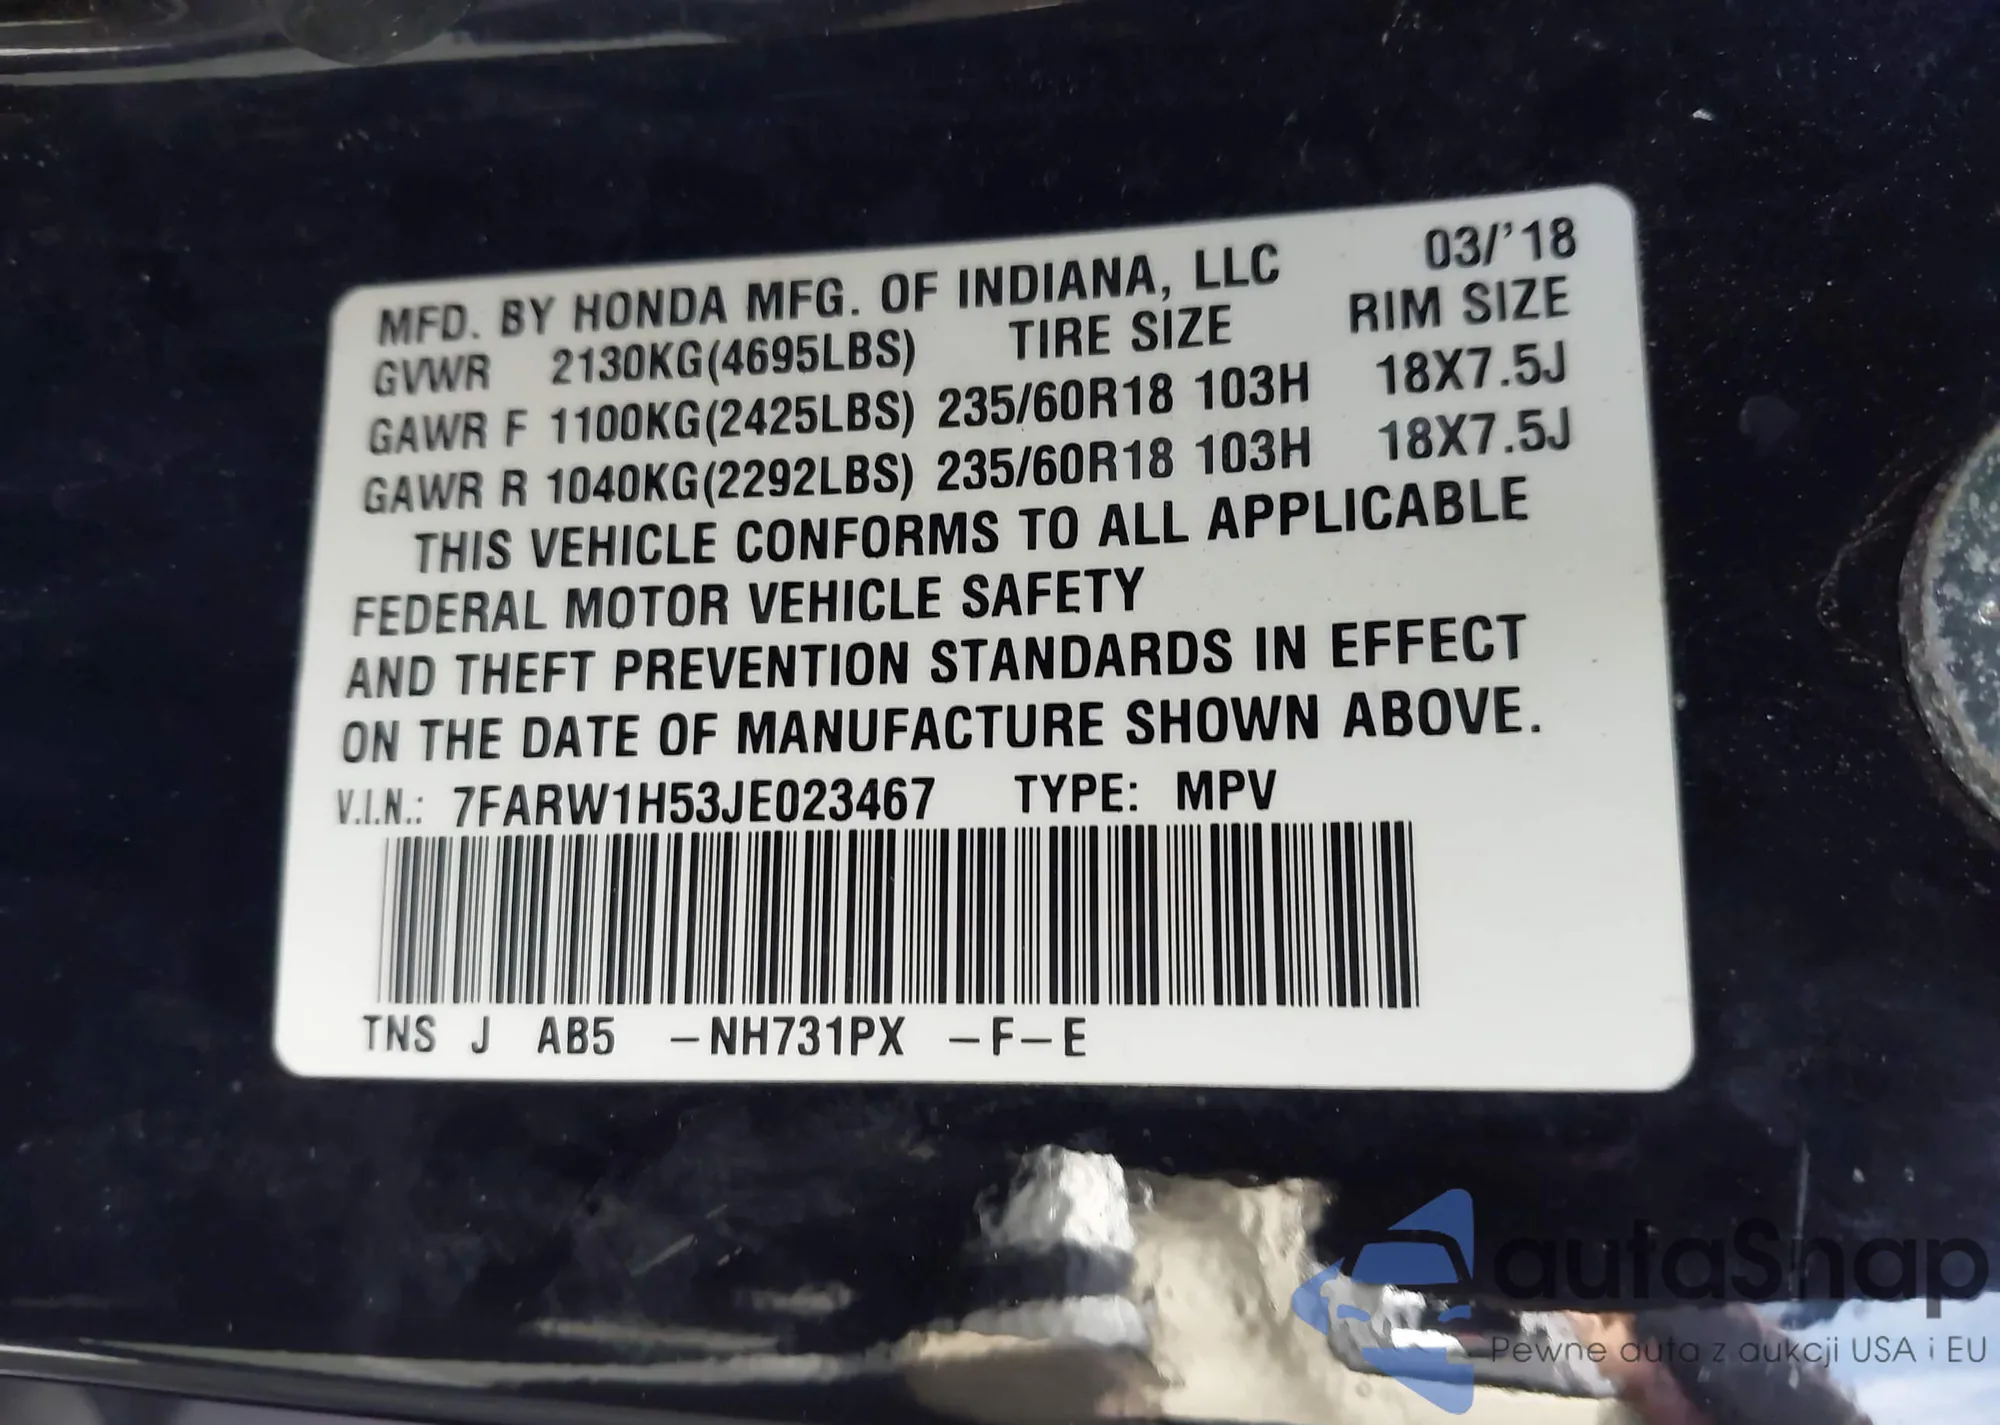 MFD. BY HONDA MFG. OF INDIANA, LLC 03/'18
GVWR 2130KG(4695LBS) TIRE SIZE RIM SIZE
GAWR F 1100KG(2425LBS) 235/60R18 103H 18X7.5J
GAWR R 1040KG(2292LBS) 235/60R18 103H 18X7.5J
THIS VEHICLE CONFORMS TO ALL APPLICABLE
FEDERAL MOTOR VEHICLE SAFETY
AND THEFT PREVENTION STANDARDS IN EFFECT
ON THE DATE OF MANUFACTURE SHOWN ABOVE.
V.I.N.: 7FARW1H53JE023467 TYPE: MPV
TNS J AB5 -NH731PX -F-E
autaSnap
Pewne auta z aukcji USA i EU